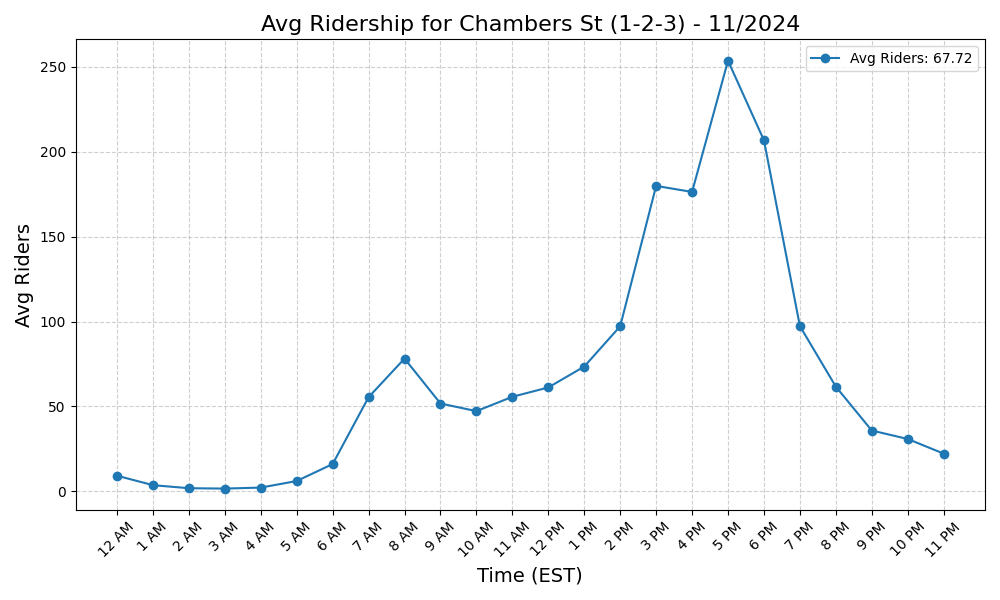 Avg Ridership for Chambers St (1-2-3) - 11/2024
Avg Riders: 67.72
250
200
150
100
50
0
Avg Riders
12 AM
1 AM
2 AM
3 AM
4 AM
5 AM
6 AM
7 AM
8 AM
9 AM
10 AM
11 AM
12 PM
1 PM
2 PM
3 PM
4 PM
5 PM
6 PM
7 PM
8 PM
9 PM
10 PM
11 PM
Time (EST)